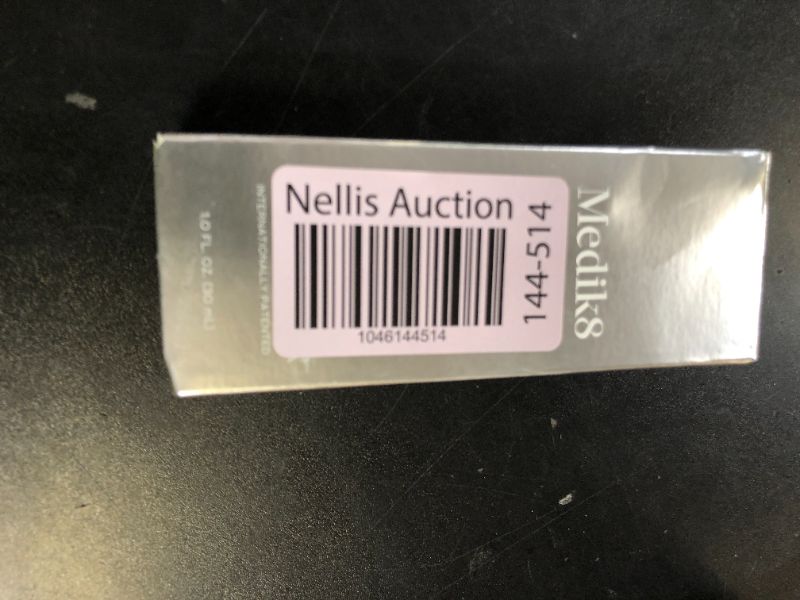 Nellis Auction
1046144514
144-514
Medik8
INTERNATIONALLY PATENTED
1.0 FL. OZ. (30 mL)